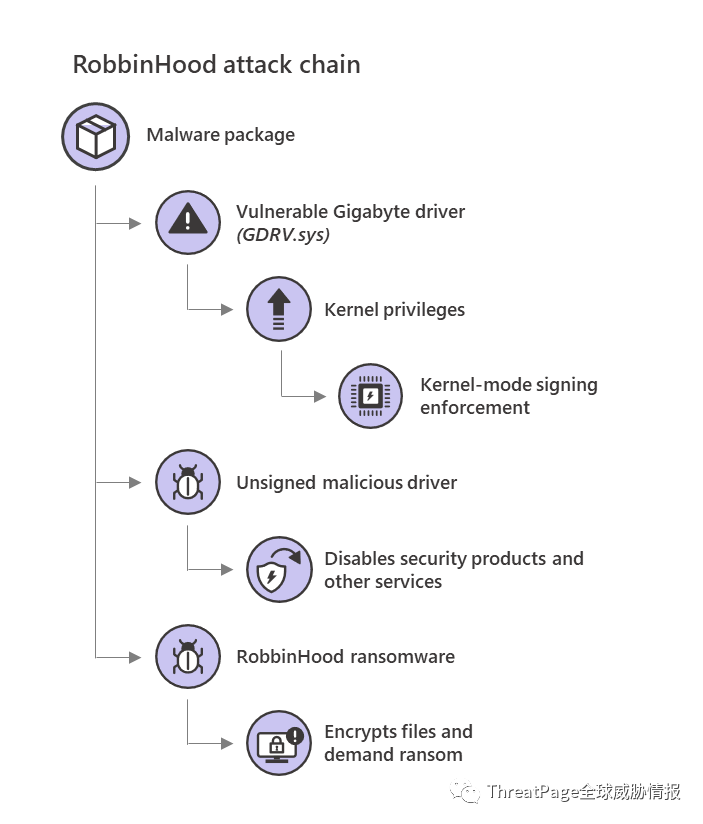 RobbinHood attack chain
Malware package
Vulnerable Gigabyte driver
(GDRV.sys)
Kernel privileges
Kernel-mode signing
enforcement
Unsigned malicious driver
Disables security products and
other services
RobbinHood ransomware
Encrypts files and
demand ransom
ThreatPage全球威胁情报